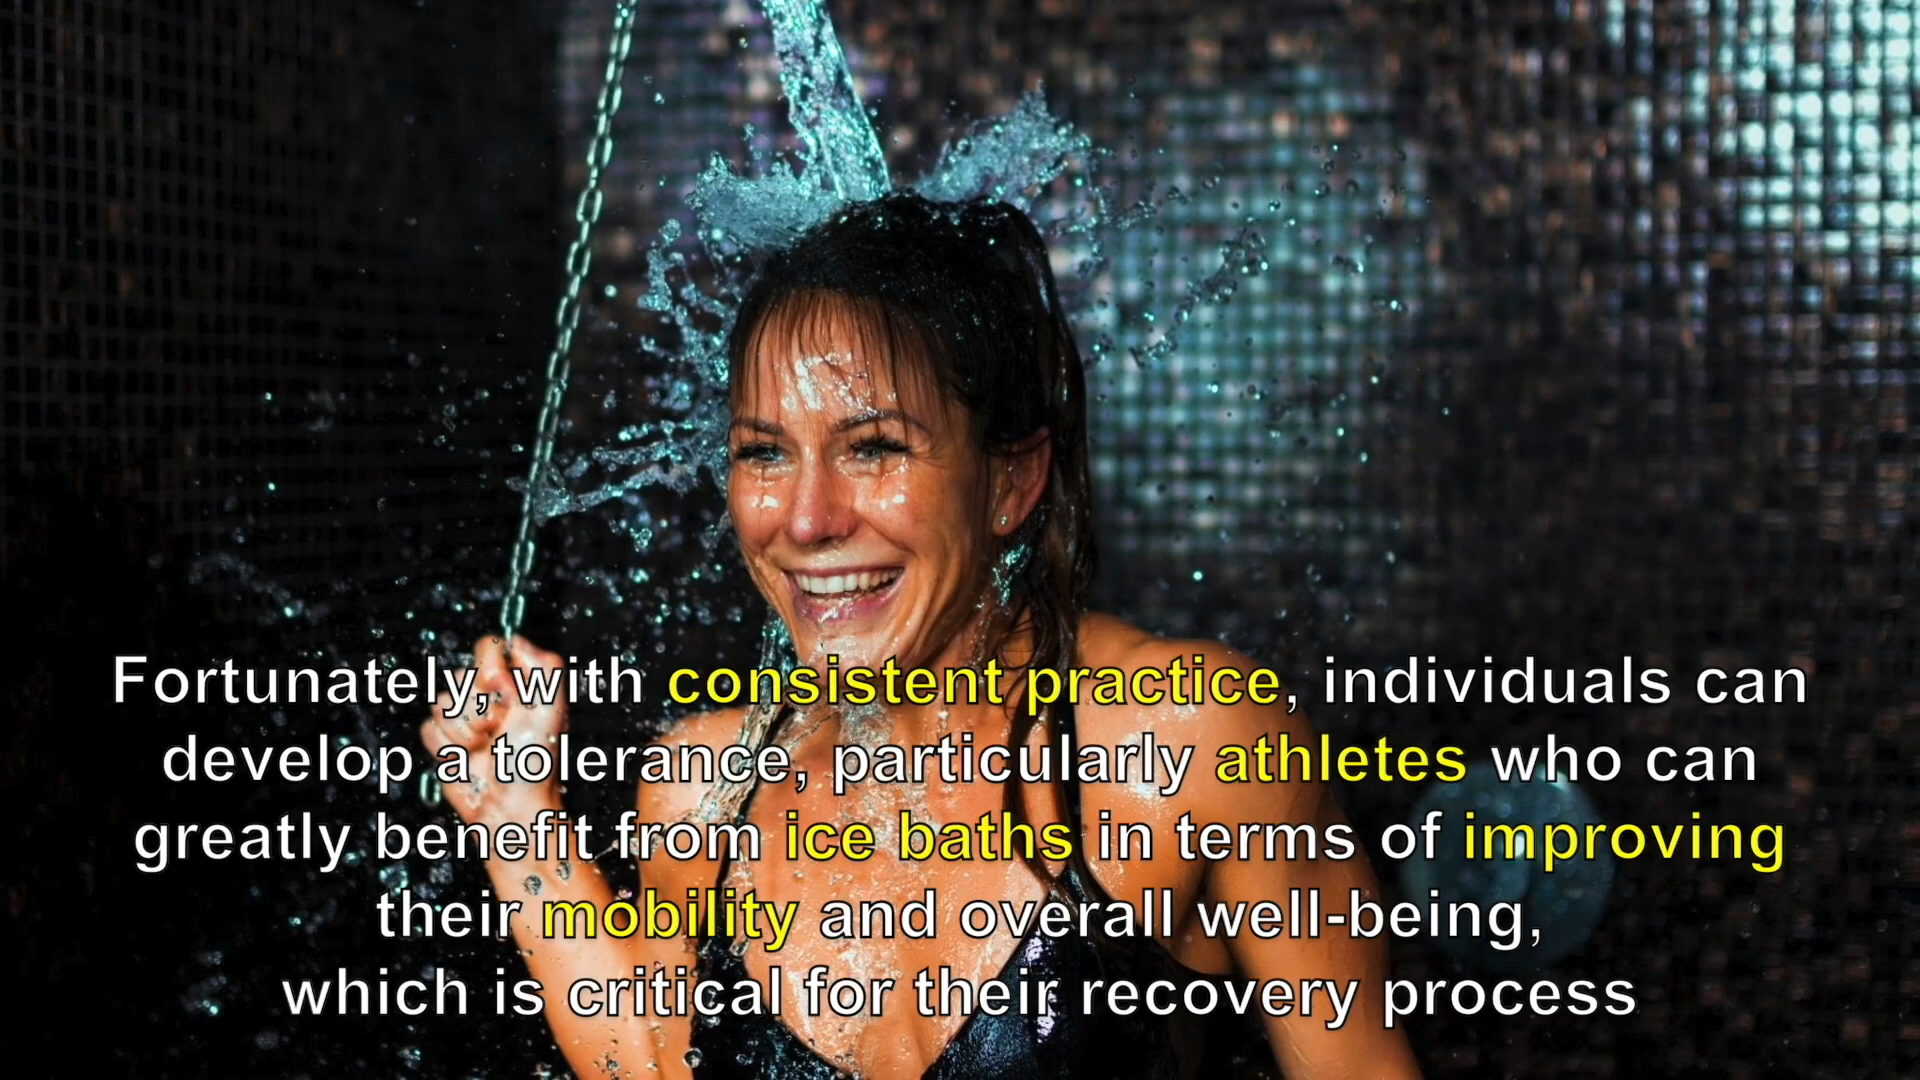 Fortunately, with consistent practice, individuals can
develop a tolerance, particularly athletes who can
greatly benefit from ice baths in terms of improving
their mobility and overall well-being,
which is critical for their recovery process